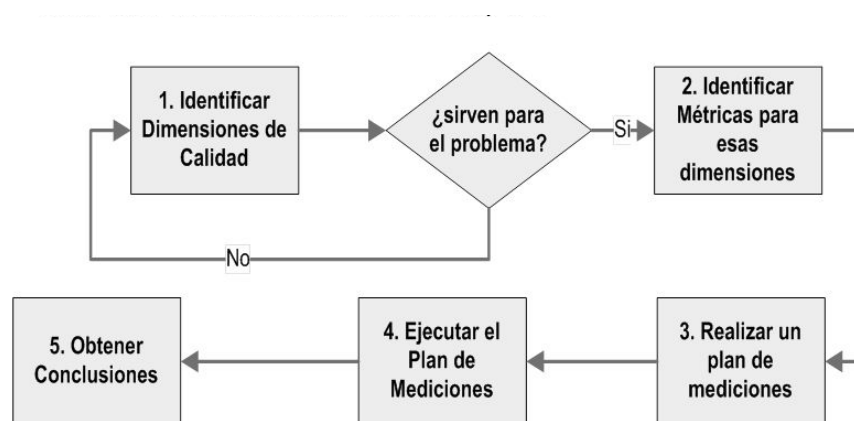 1. Identificar
Dimensiones de
Calidad
¿sirven para
el problema?
Si
2. Identificar
Métricas para
esas
dimensiones
No
5. Obtener
Conclusiones
4. Ejecutar el
Plan de
Mediciones
3. Realizar un
plan de
mediciones